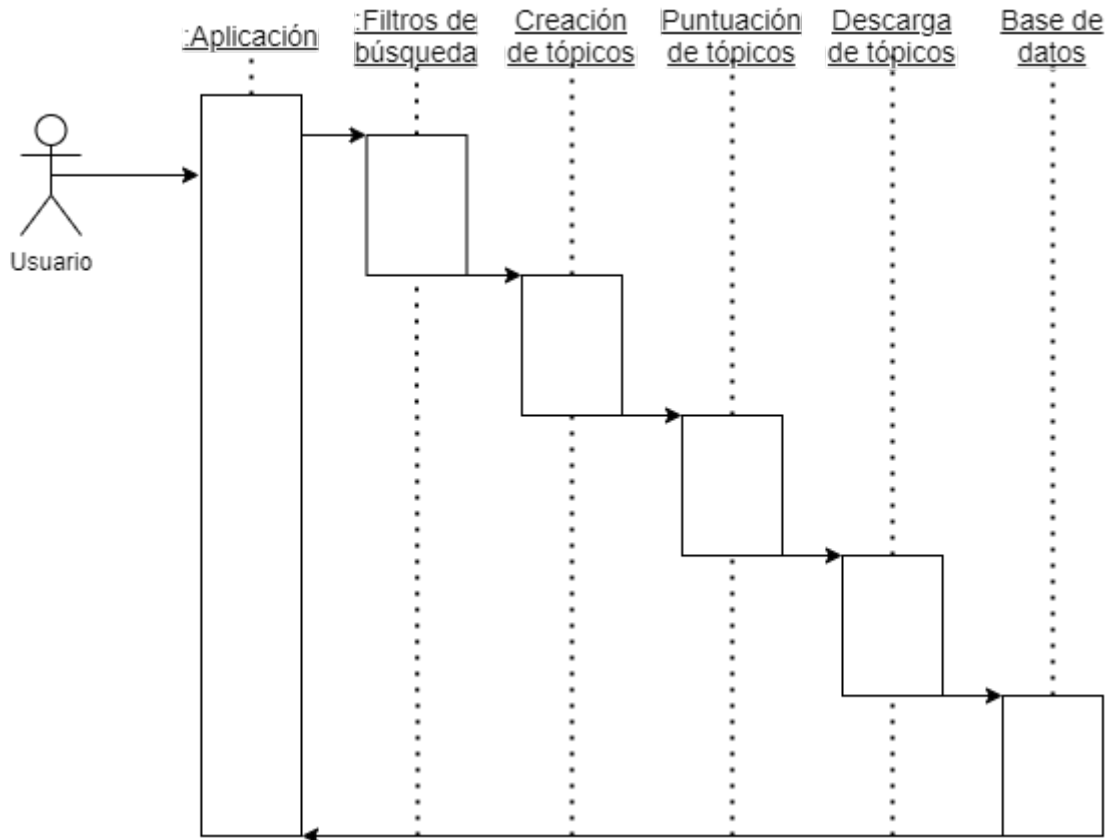 :Aplicación
:Filtros de
búsqueda
Creación
de tópicos
Puntuación
de tópicos
Descarga
de tópicos
Base de
datos
Usuario